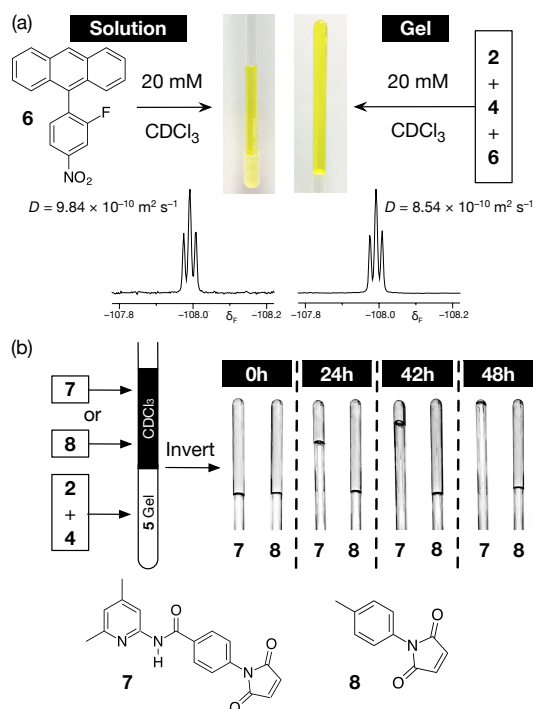 (a)
Solution
Gel
20 mM
CDCl₃
6
F
NO₂
20 mM
CDCl₃
2
+
4
+
6
D = 9.84 × 10⁻¹⁰ m² s⁻¹
D = 8.54 × 10⁻¹⁰ m² s⁻¹
−107.8 −108.0 δF −108.2
−107.8 −108.0 δF −108.2
(b)
7
or
8
2
+
4
CDCl₃
5 Gel
Invert
0h 24h 42h 48h
7 8 7 8 7 8 7 8
N
N
H
O
N
O
O
7
N
O
O
8